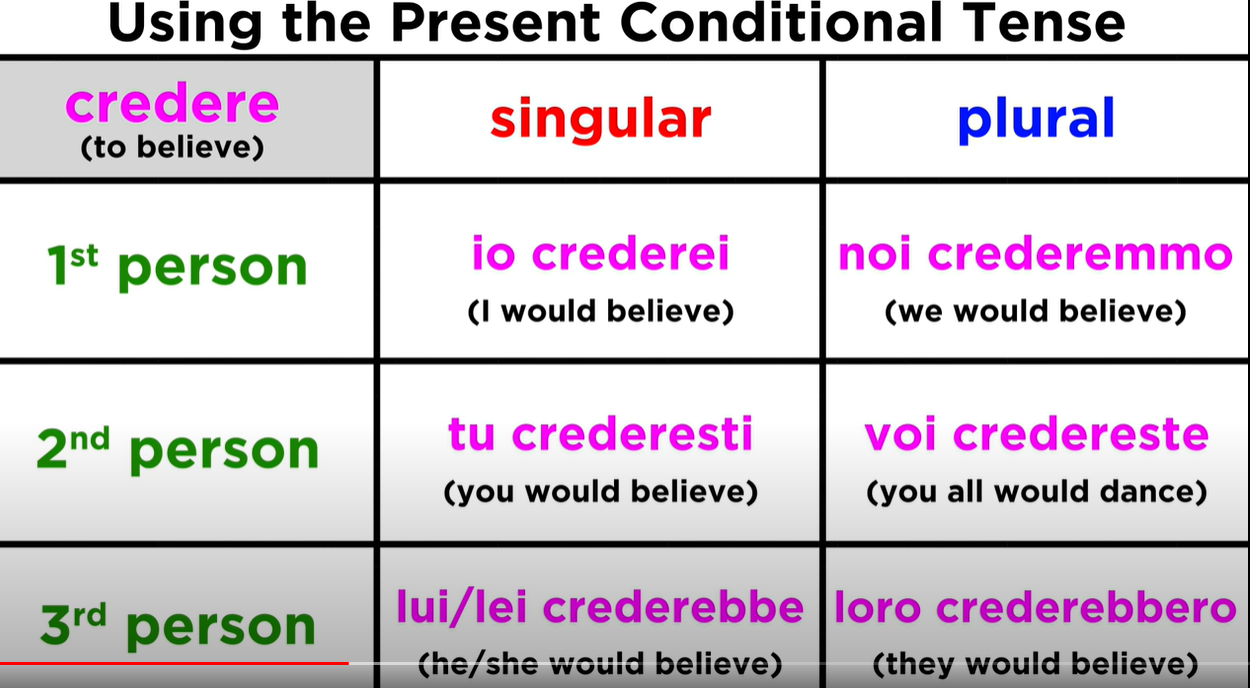 Using the Present Conditional Tense
credere
(to believe)
singular
plural
1st person
io crederei
(I would believe)
noi crederemmo
(we would believe)
2nd person
tu crederesti
(you would believe)
voi credereste
(you all would dance)
3rd person
lui/lei crederebbe
(he/she would believe)
loro crederebbero
(they would believe)